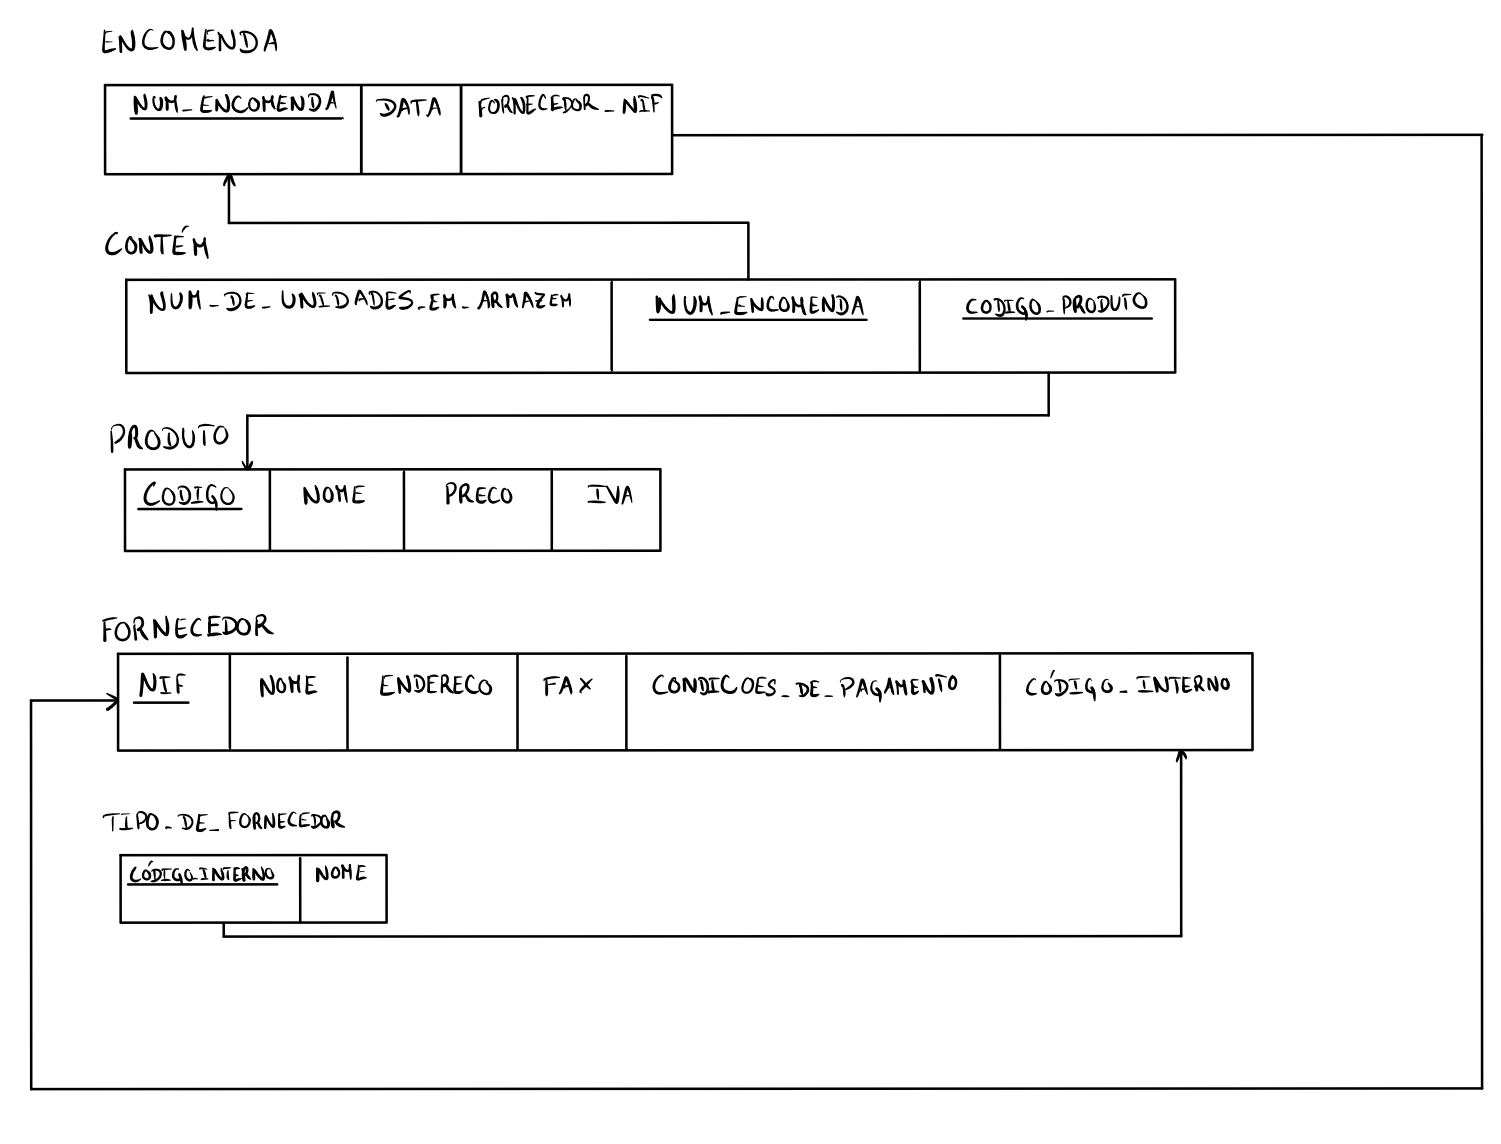 ENCOMENDA
NUM_ENCOMENDA DATA FORNECEDOR_NIF
CONTÉM
NUM_DE_UNIDADES_EM_ARMAZEM NUM_ENCOMENDA CODIGO_PRODUTO
PRODUTO
CODIGO NOME PRECO IVA
FORNECEDOR
NIF NOME ENDERECO FAX CONDICOES_DE_PAGAMENTO CÓDIGO_INTERNO
TIPO_DE_FORNECEDOR
CÓDIGO_INTERNO NOME